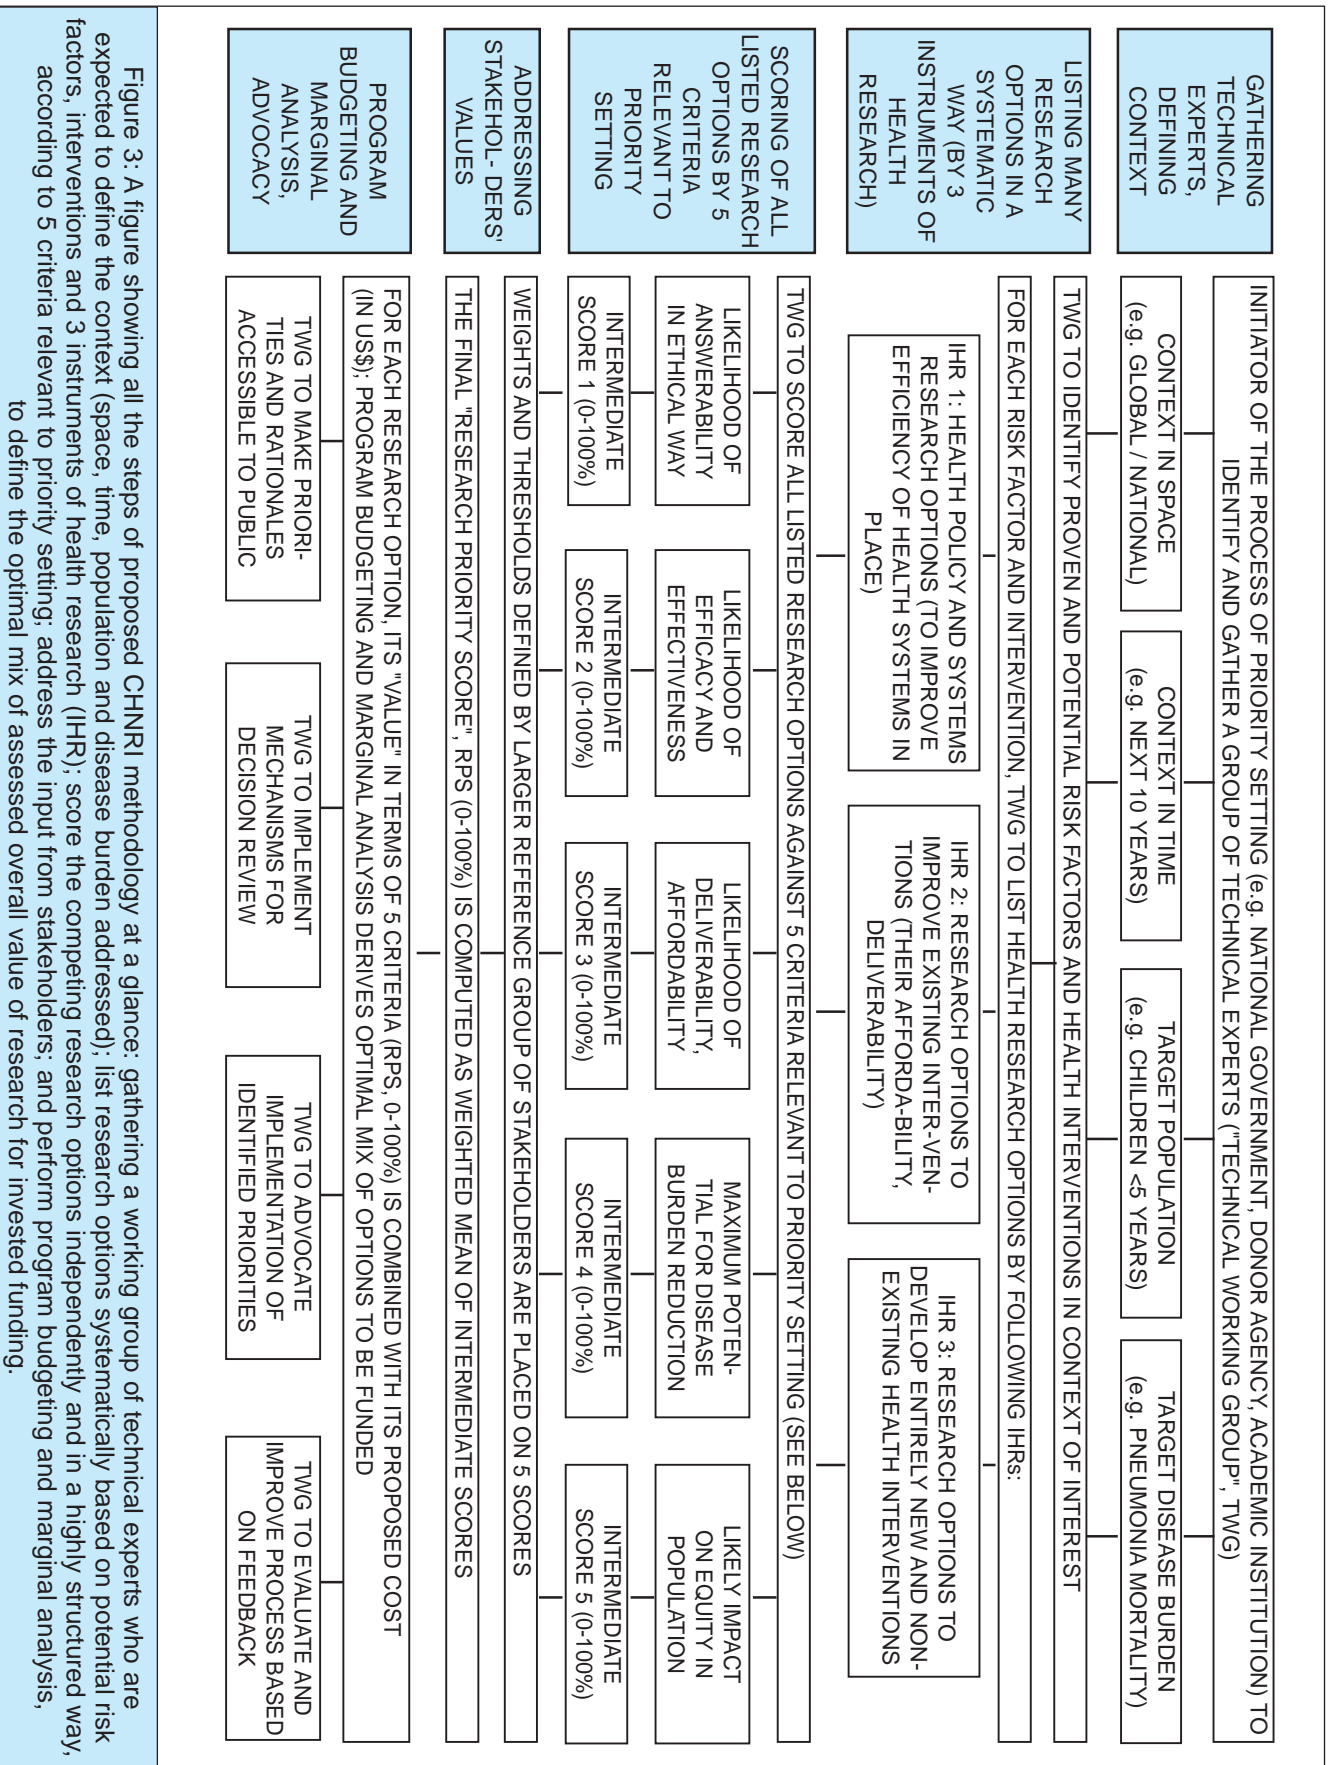 GATHERING
TECHNICAL
EXPERTS,
DEFINING
CONTEXT
INITIATOR OF THE PROCESS OF PRIORITY SETTING (e.g. NATIONAL GOVERNMENT, DONOR AGENCY, ACADEMIC INSTITUTION) TO
IDENTIFY AND GATHER A GROUP OF TECHNICAL EXPERTS ("TECHNICAL WORKING GROUP", TWG)
CONTEXT IN SPACE
(e.g. GLOBAL / NATIONAL)
CONTEXT IN TIME
(e.g. NEXT 10 YEARS)
TARGET POPULATION
(e.g. CHILDREN <5 YEARS)
TARGET DISEASE BURDEN
(e.g. PNEUMONIA MORTALITY)
LISTING MANY
RESEARCH
OPTIONS IN A
SYSTEMATIC
WAY (BY 3
INSTRUMENTS OF
HEALTH
RESEARCH)
TWG TO IDENTIFY PROVEN AND POTENTIAL RISK FACTORS AND HEALTH INTERVENTIONS IN CONTEXT OF INTEREST
FOR EACH RISK FACTOR AND INTERVENTION, TWG TO LIST HEALTH RESEARCH OPTIONS BY FOLLOWING IHRs:
IHR 1: HEALTH POLICY AND SYSTEMS
RESEARCH OPTIONS (TO IMPROVE
EFFICIENCY OF HEALTH SYSTEMS IN
PLACE)
IHR 2: RESEARCH OPTIONS TO
IMPROVE EXISTING INTER-VEN-
TIONS (THEIR AFFORDA-BILITY,
DELIVERABILITY)
IHR 3: RESEARCH OPTIONS TO
DEVELOP ENTIRELY NEW AND NON-
EXISTING HEALTH INTERVENTIONS
SCORING OF ALL
LISTED RESEARCH
OPTIONS BY 5
CRITERIA
RELEVANT TO
PRIORITY
SETTING
TWG TO SCORE ALL LISTED RESEARCH OPTIONS AGAINST 5 CRITERIA RELEVANT TO PRIORITY SETTING (SEE BELOW)
LIKELIHOOD OF
ANSWERABILITY
IN ETHICAL WAY
LIKELIHOOD OF
EFFICACY AND
EFFECTIVENESS
LIKELIHOOD OF
DELIVERABILITY,
AFFORDABILITY
MAXIMUM POTEN-
TIAL FOR DISEASE
BURDEN REDUCTION
LIKELY IMPACT
ON EQUITY IN
POPULATION
INTERMEDIATE
SCORE 1 (0-100%)
INTERMEDIATE
SCORE 2 (0-100%)
INTERMEDIATE
SCORE 3 (0-100%)
INTERMEDIATE
SCORE 4 (0-100%)
INTERMEDIATE
SCORE 5 (0-100%)
ADDRESSING
STAKEHOL- DERS'
VALUES
WEIGHTS AND THRESHOLDS DEFINED BY LARGER REFERENCE GROUP OF STAKEHOLDERS ARE PLACED ON 5 SCORES
THE FINAL "RESEARCH PRIORITY SCORE", RPS (0-100%) IS COMPUTED AS WEIGHTED MEAN OF INTERMEDIATE SCORES
PROGRAM
BUDGETING AND
MARGINAL
ANALYSIS,
ADVOCACY
FOR EACH RESEARCH OPTION, ITS "VALUE" IN TERMS OF 5 CRITERIA (RPS, 0-100%) IS COMBINED WITH ITS PROPOSED COST
(IN US$); PROGRAM BUDGETING AND MARGINAL ANALYSIS DERIVES OPTIMAL MIX OF OPTIONS TO BE FUNDED
TWG TO MAKE PRIORI-
TIES AND RATIONALES
ACCESSIBLE TO PUBLIC
TWG TO IMPLEMENT
MECHANISMS FOR
DECISION REVIEW
TWG TO ADVOCATE
IMPLEMENTATION OF
IDENTIFIED PRIORITIES
TWG TO EVALUATE AND
IMPROVE PROCESS BASED
ON FEEDBACK
Figure 3: A figure showing all the steps of proposed CHNRI methodology at a glance: gathering a working group of technical experts who are
expected to define the context (space, time, population and disease burden addressed); list research options systematically based on potential risk
factors, interventions and 3 instruments of health research (IHR); score the competing research options independently and in a highly structured way,
according to 5 criteria relevant to priority setting; address the input from stakeholders; and perform program budgeting and marginal analysis,
to define the optimal mix of assessed overall value of research for invested funding.